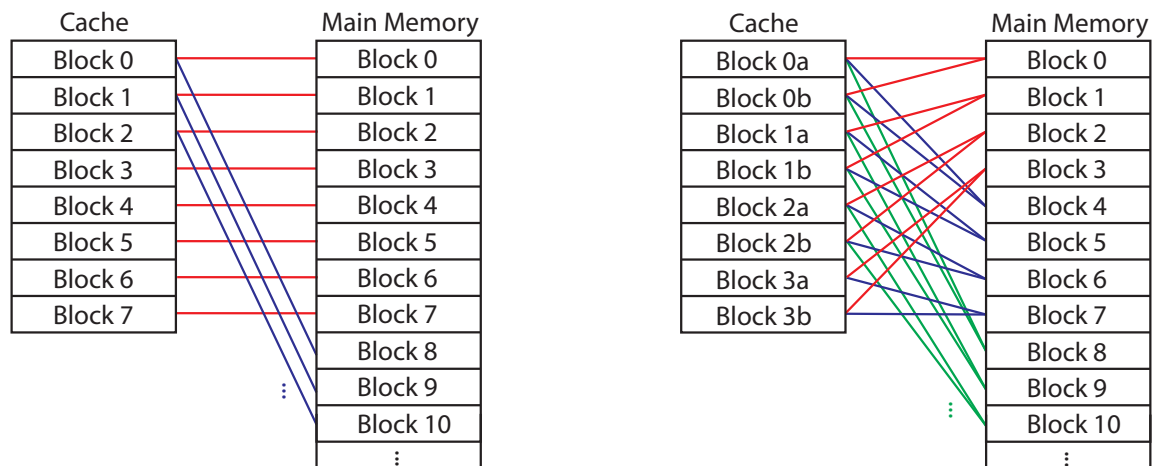 Cache
Main Memory
Block 0
Block 0
Block 1
Block 1
Block 2
Block 2
Block 3
Block 3
Block 4
Block 4
Block 5
Block 5
Block 6
Block 6
Block 7
Block 7
Block 8
Block 9
Block 10
...
...
Cache
Main Memory
Block 0a
Block 0
Block 0b
Block 1
Block 1a
Block 2
Block 1b
Block 3
Block 2a
Block 4
Block 2b
Block 5
Block 3a
Block 6
Block 3b
Block 7
Block 8
Block 9
Block 10
...
...